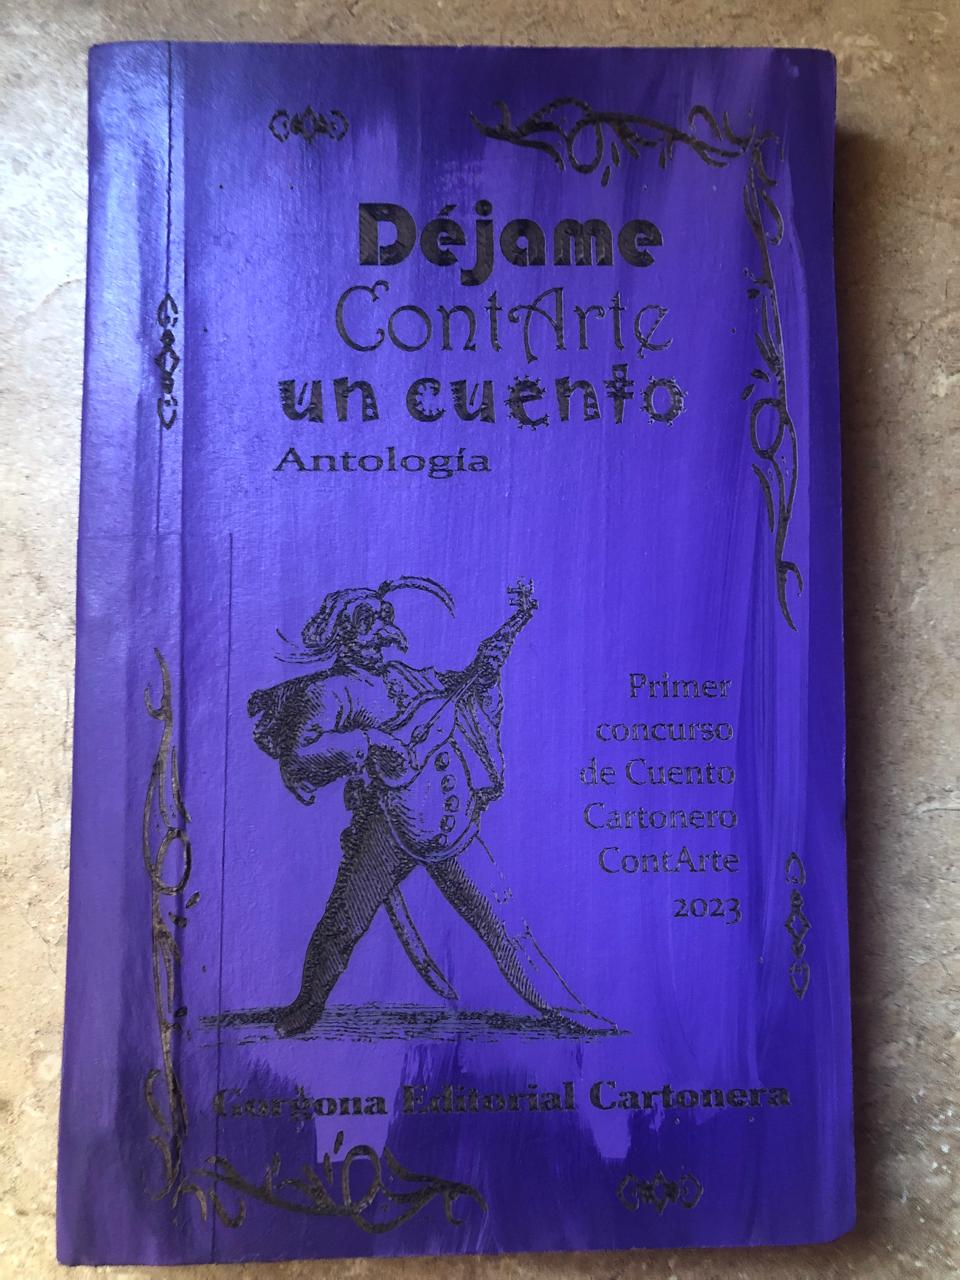 Déjame
ContArte
un cuento
Antología
Primer
concurso
de Cuento
Cartonero
ContArte
2023
Gorgona Editorial Cartonera